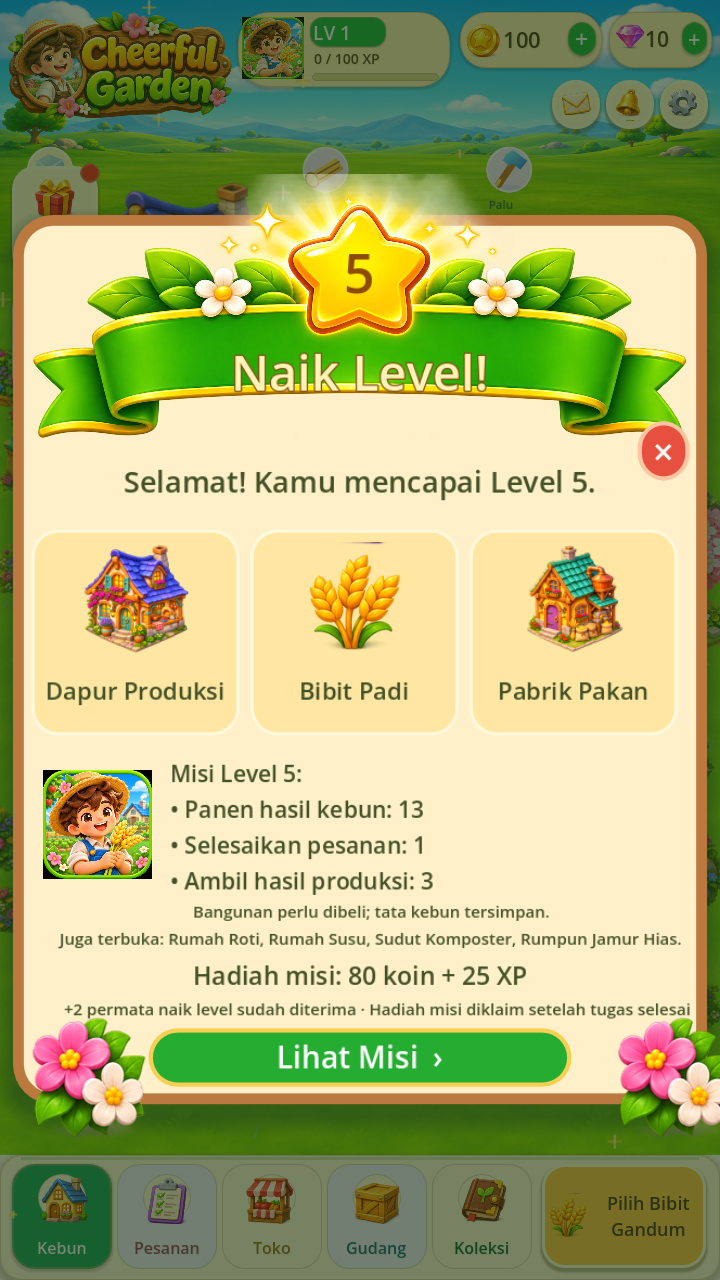 Cheerful
Garden
LV 1
0 / 100 XP
100
+
10
+
Palu
5
Naik Level!
×
Selamat! Kamu mencapai Level 5.
Dapur Produksi
Bibit Padi
Pabrik Pakan
Misi Level 5:
• Panen hasil kebun: 13
• Selesaikan pesanan: 1
• Ambil hasil produksi: 3
Bangunan perlu dibeli; tata kebun tersimpan.
Juga terbuka: Rumah Roti, Rumah Susu, Sudut Komposter, Rumpun Jamur Hias.
Hadiah misi: 80 koin + 25 XP
+2 permata naik level sudah diterima · Hadiah misi diklaim setelah tugas selesai
Lihat Misi ›
Kebun
Pesanan
Toko
Gudang
Koleksi
Pilih Bibit
Gandum